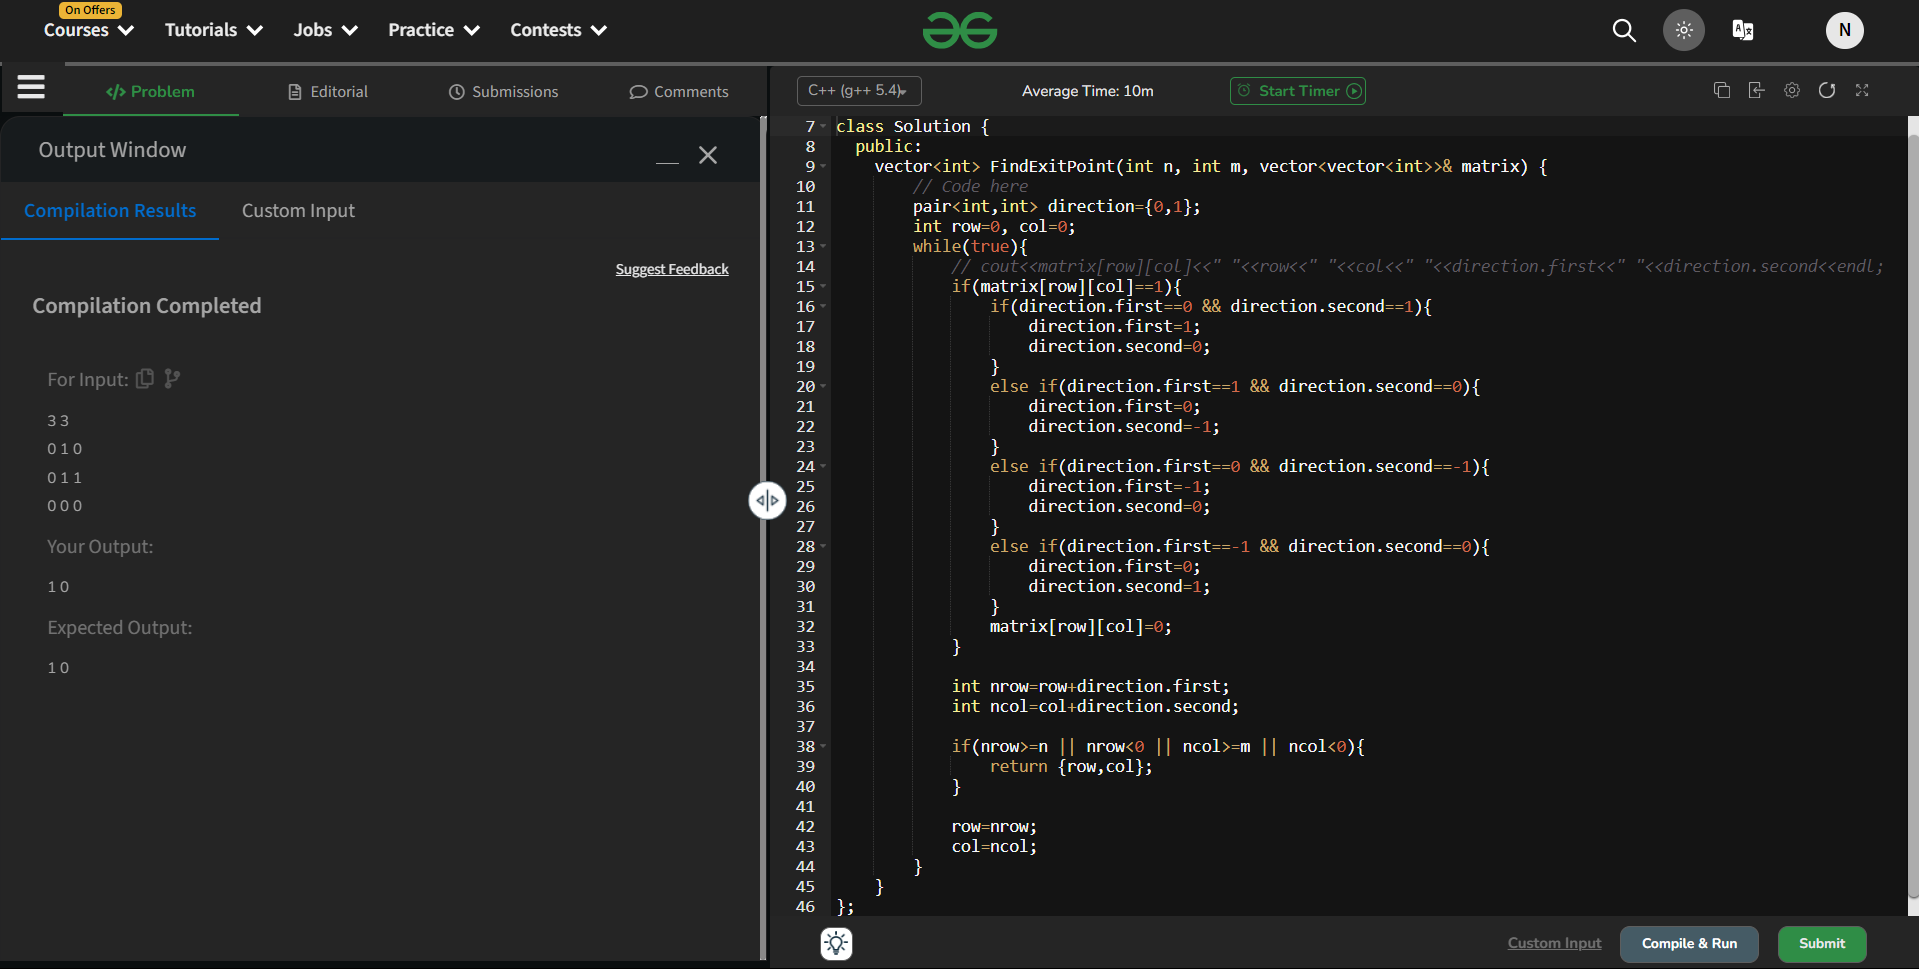 On Offers
Courses Tutorials Jobs Practice Contests
N
</> Problem Editorial Submissions Comments
C++ (g++ 5.4) Average Time: 10m Start Timer
Output Window
Compilation Results Custom Input
Suggest Feedback
Compilation Completed
For Input:
3 3
0 1 0
0 1 1
0 0 0
Your Output:
1 0
Expected Output:
1 0
7 class Solution {
8 public:
9 vector<int> FindExitPoint(int n, int m, vector<vector<int>>& matrix) {
10 // Code here
11 pair<int,int> direction={0,1};
12 int row=0, col=0;
13 while(true){
14 // cout<<matrix[row][col]<<" "<<row<<" "<<col<<" "<<direction.first<<" "<<direction.second<<endl;
15 if(matrix[row][col]==1){
16 if(direction.first==0 && direction.second==1){
17 direction.first=1;
18 direction.second=0;
19 }
20 else if(direction.first==1 && direction.second==0){
21 direction.first=0;
22 direction.second=-1;
23 }
24 else if(direction.first==0 && direction.second==-1){
25 direction.first=-1;
26 direction.second=0;
27 }
28 else if(direction.first==-1 && direction.second==0){
29 direction.first=0;
30 direction.second=1;
31 }
32 matrix[row][col]=0;
33 }
34
35 int nrow=row+direction.first;
36 int ncol=col+direction.second;
37
38 if(nrow>=n || nrow<0 || ncol>=m || ncol<0){
39 return {row,col};
40 }
41
42 row=nrow;
43 col=ncol;
44 }
45 }
46 };
Custom Input Compile & Run Submit